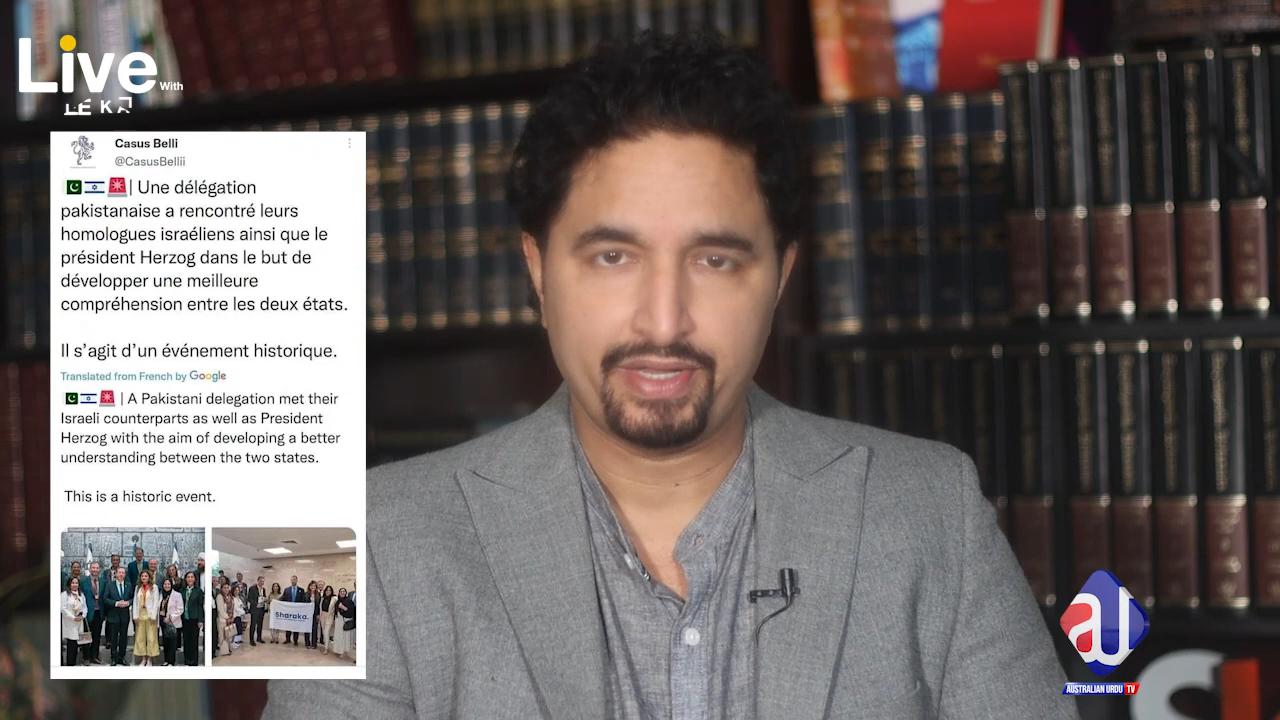 Live
With
Casus Belli
@CasusBellii
| Une délégation
pakistanaise a rencontré leurs
homologues israéliens ainsi que le
président Herzog dans le but de
développer une meilleure
compréhension entre les deux états.
Il s’agit d’un événement historique.
Translated from French by Google
| A Pakistani delegation met their
Israeli counterparts as well as President
Herzog with the aim of developing a better
understanding between the two states.
This is a historic event.
sharaka.
AUSTRALIAN URDU TV